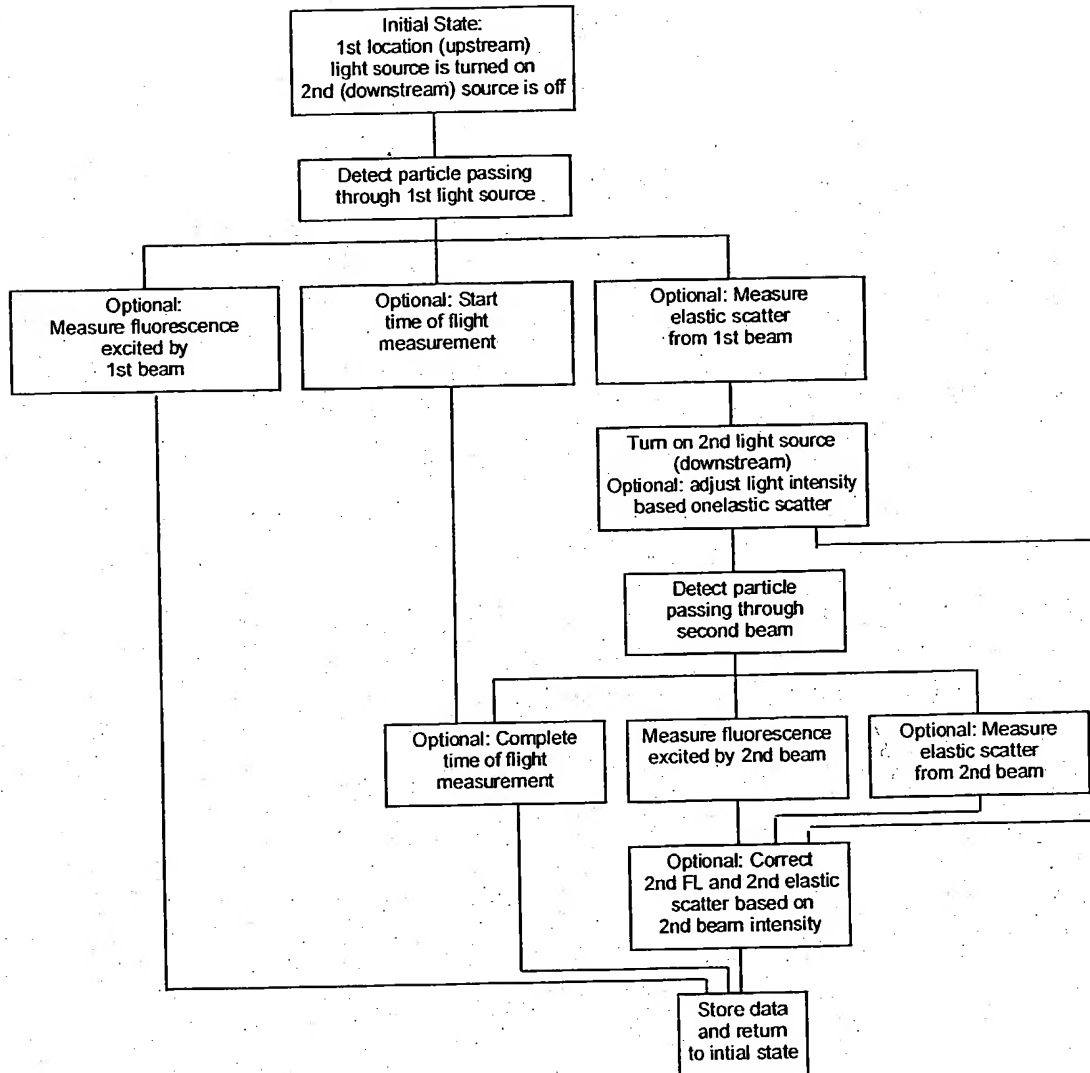 Initial State:
1st location (upstream)
light source is turned on
2nd (downstream) source is off
Detect particle passing
through 1st light source
Optional:
Measure fluorescence
excited by
1st beam
Optional: Start
time of flight
measurement
Optional: Measure
elastic scatter
from 1st beam
Turn on 2nd light source
(downstream)
Optional: adjust light intensity
based onelastic scatter
Detect particle
passing through
second beam
Optional: Complete
time of flight
measurement
Measure fluorescence
excited by 2nd beam
Optional: Measure
elastic scatter
from 2nd beam
Optional: Correct
2nd FL and 2nd elastic
scatter based on
2nd beam intensity
Store data
and return
to intial state